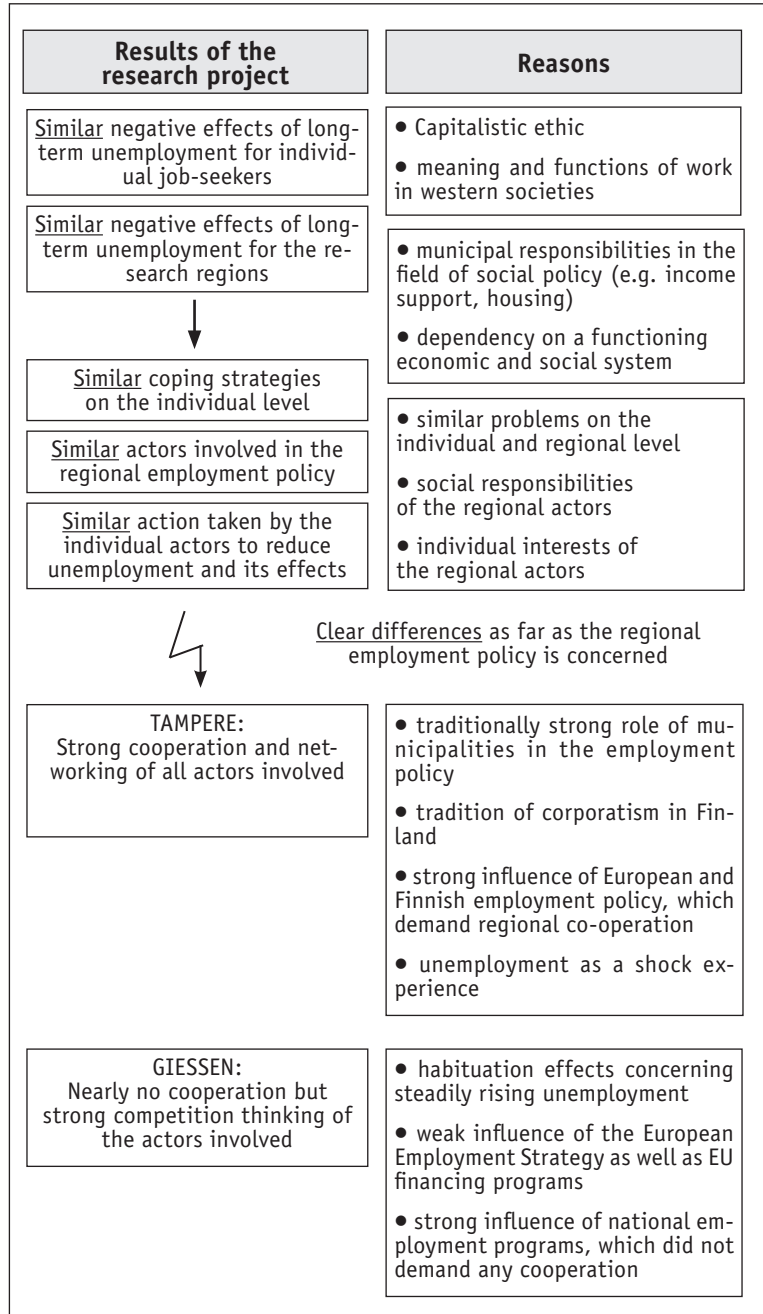 Results of the
research project
Reasons
Similar negative effects of long-
term unemployment for individ-
ual job-seekers
Similar negative effects of long-
term unemployment for the re-
search regions
• Capitalistic ethic
• meaning and functions of work
in western societies
• municipal responsibilities in the
field of social policy (e.g. income
support, housing)
• dependency on a functioning
economic and social system
Similar coping strategies
on the individual level
Similar actors involved in the
regional employment policy
Similar action taken by the
individual actors to reduce
unemployment and its effects
• similar problems on the
individual and regional level
• social responsibilities
of the regional actors
• individual interests of
the regional actors
Clear differences as far as the regional
employment policy is concerned
TAMPERE:
Strong cooperation and net-
working of all actors involved
• traditionally strong role of mu-
nicipalities in the employment
policy
• tradition of corporatism in Fin-
land
• strong influence of European and
Finnish employment policy, which
demand regional co-operation
• unemployment as a shock ex-
perience
GIESSEN:
Nearly no cooperation but
strong competition thinking of
the actors involved
• habituation effects concerning
steadily rising unemployment
• weak influence of the European
Employment Strategy as well as EU
financing programs
• strong influence of national em-
ployment programs, which did not
demand any cooperation